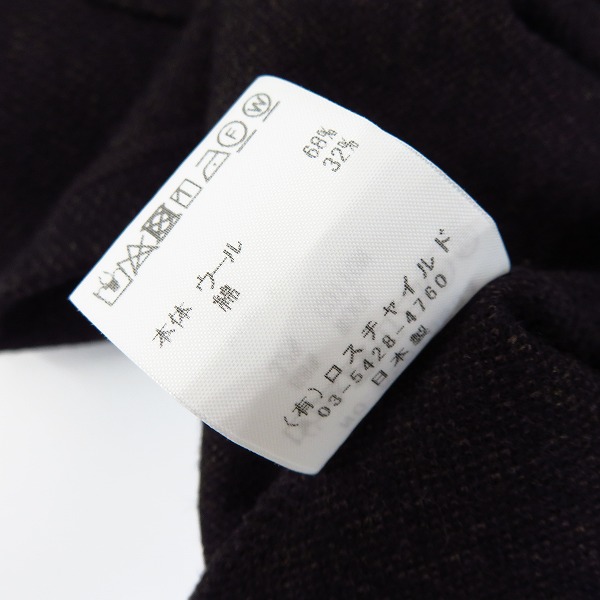 F W
本体 ウール 68%
綿 32%
(有)ロスチャイルド
03-5428-4760
日本製